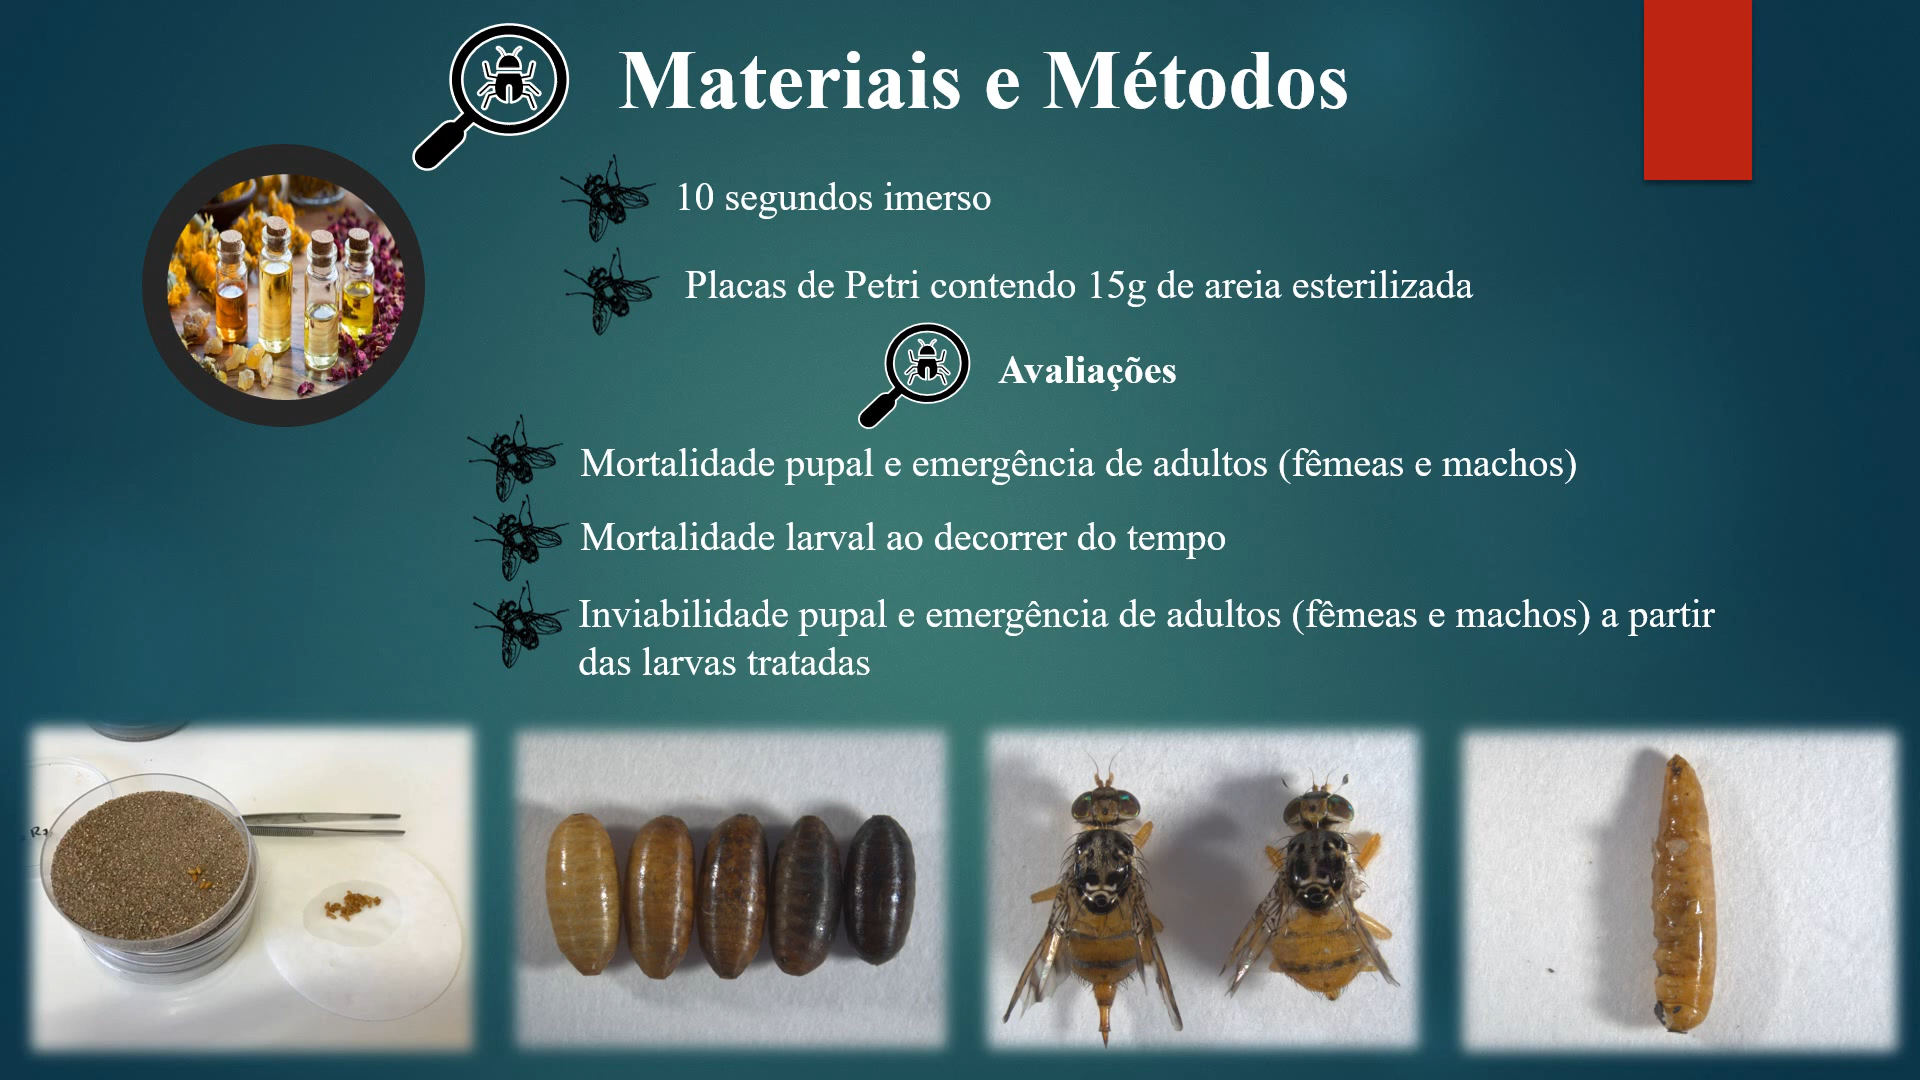 Materiais e Métodos
10 segundos imerso
Placas de Petri contendo 15g de areia esterilizada
Avaliações
Mortalidade pupal e emergência de adultos (fêmeas e machos)
Mortalidade larval ao decorrer do tempo
Inviabilidade pupal e emergência de adultos (fêmeas e machos) a partir
das larvas tratadas